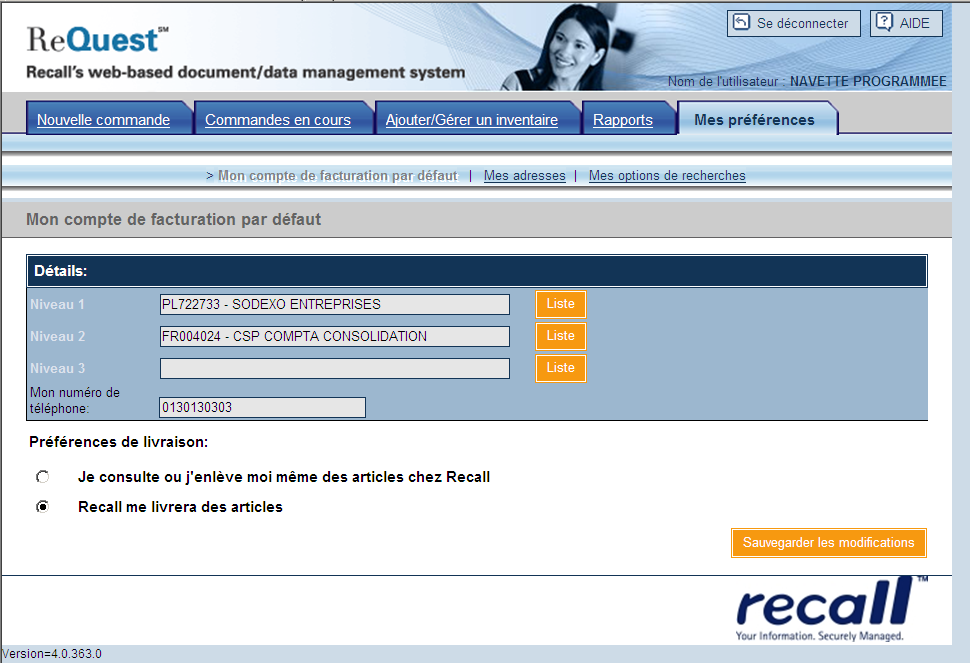 ReQuest℠
Recall's web-based document/data management system
Se déconnecter
AIDE
Nom de l'utilisateur : NAVETTE PROGRAMMEE
Nouvelle commande
Commandes en cours
Ajouter/Gérer un inventaire
Rapports
Mes préférences
> Mon compte de facturation par défaut | Mes adresses | Mes options de recherches
Mon compte de facturation par défaut
Détails:
Niveau 1 PL722733 - SODEXO ENTREPRISES Liste
Niveau 2 FR004024 - CSP COMPTA CONSOLIDATION Liste
Niveau 3 Liste
Mon numéro de
téléphone: 0130130303
Préférences de livraison:
Je consulte ou j'enlève moi même des articles chez Recall
Recall me livrera des articles
Sauvegarder les modifications
recall™
Your Information. Securely Managed.
Version=4.0.363.0